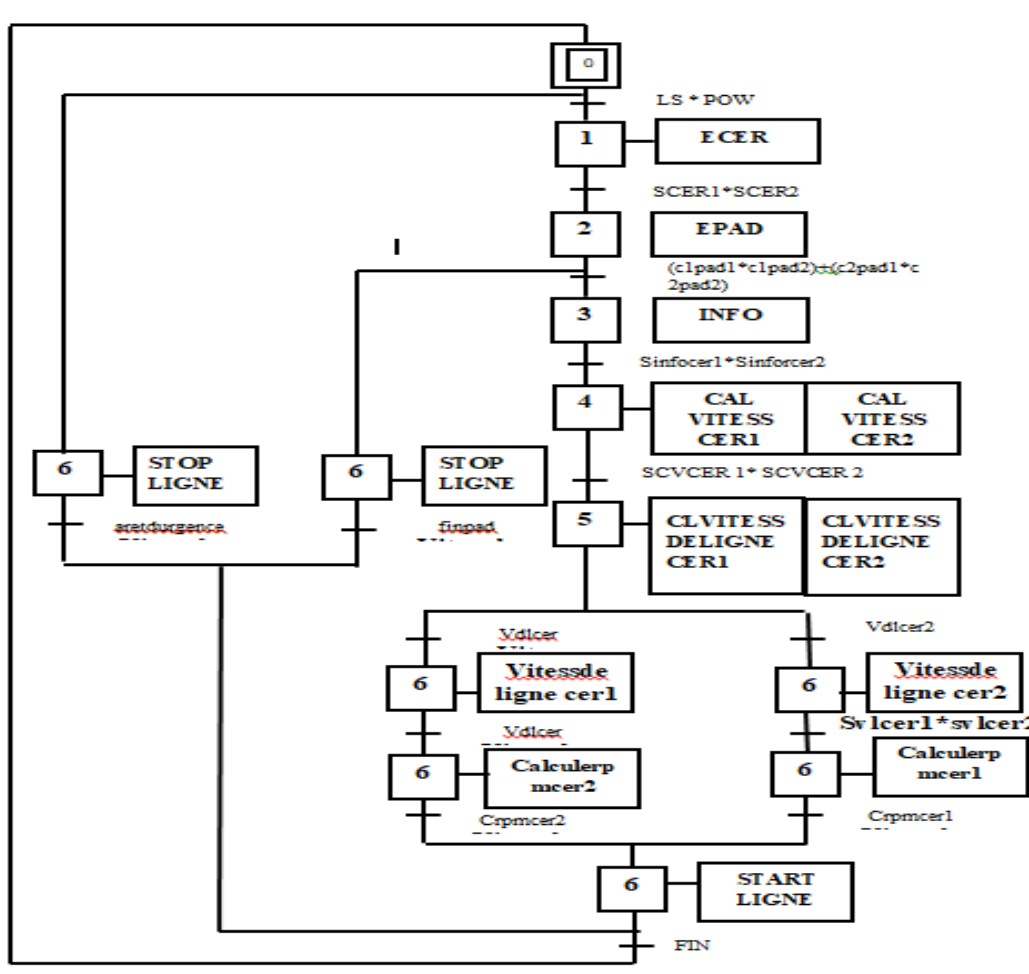 0
LS * POW
1
ECER
SCER1*SCER2
2
EPAD
(c1pad1*c1pad2)+(c2pad1*c
2pad2)
3
INFO
Sinfocer1*Sinforcer2
4
CAL
VITESS
CER1
CAL
VITESS
CER2
6
STOP
LIGNE
aretdurgence
6
STOP
LIGNE
finpad
SCVCER 1* SCVCER 2
5
CLVITESS
DELIGNE
CER1
CLVITESS
DELIGNE
CER2
Vdlcer
Vdlcer2
6
Vitessde
ligne cer1
6
Vitessde
ligne cer2
Vdlcer
Svlcer1*svlcer2
6
Calculerp
mcer2
6
Calculerp
mcer1
Crpmcer2
Crpmcer1
6
START
LIGNE
FIN